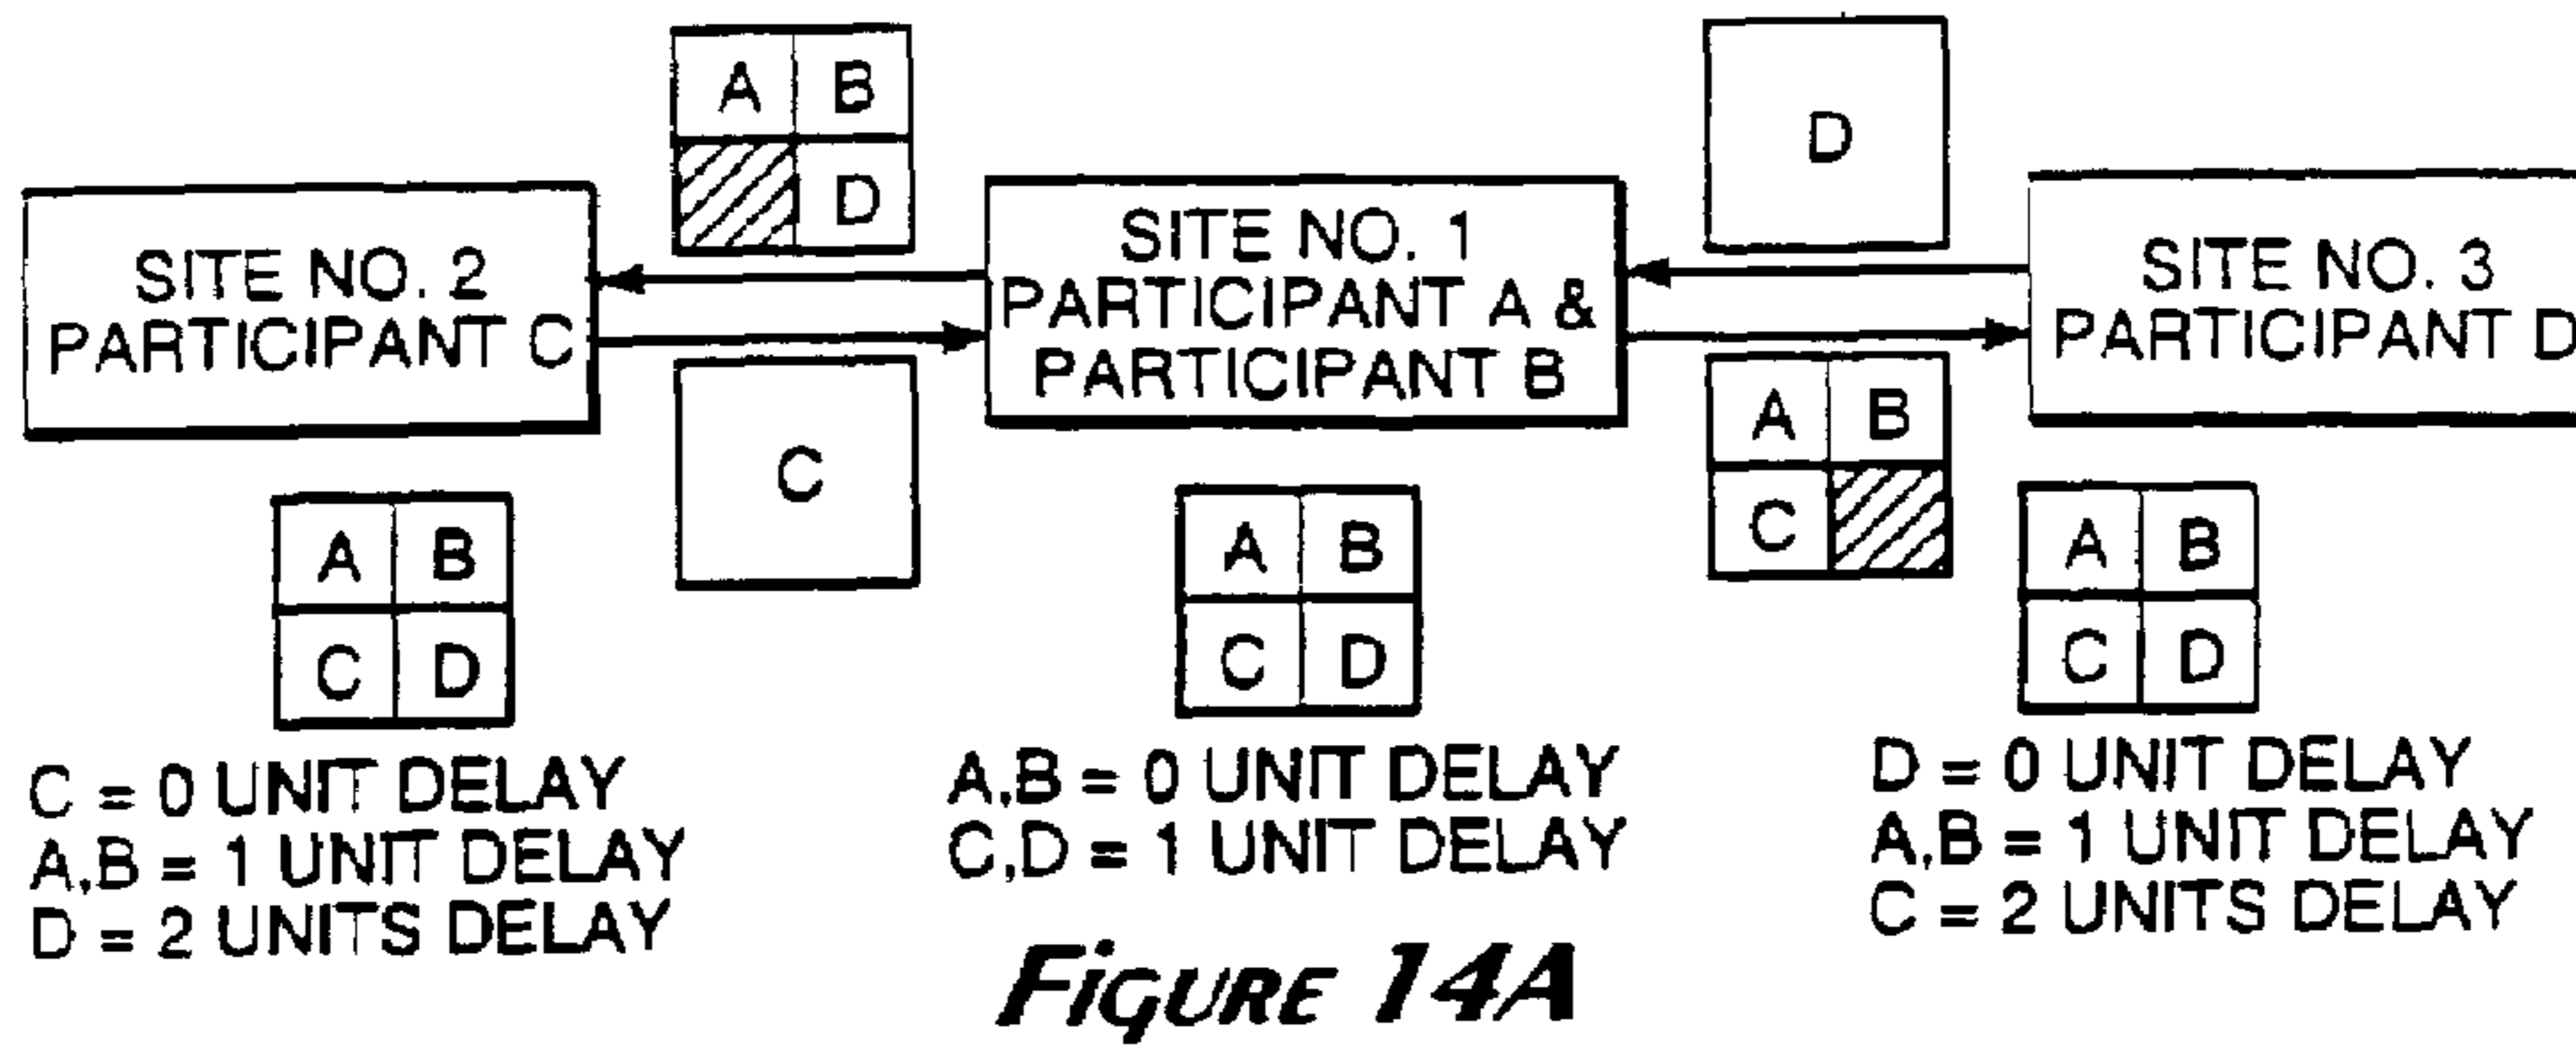 A B
D
D
SITE NO. 2
PARTICIPANT C
SITE NO. 1
PARTICIPANT A &
PARTICIPANT B
SITE NO. 3
PARTICIPANT D
C
A B
C
A B
C D
A B
C D
A B
C D
C = 0 UNIT DELAY
A,B = 1 UNIT DELAY
D = 2 UNITS DELAY
A,B = 0 UNIT DELAY
C,D = 1 UNIT DELAY
D = 0 UNIT DELAY
A,B = 1 UNIT DELAY
C = 2 UNITS DELAY
FIGURE 14A